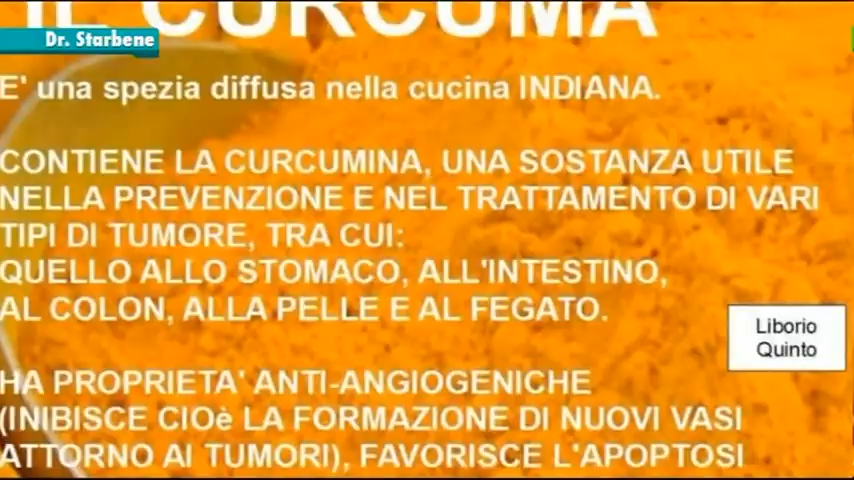 IL CURCUMA
Dr. Starbene
E' una spezia diffusa nella cucina INDIANA.
CONTIENE LA CURCUMINA, UNA SOSTANZA UTILE
NELLA PREVENZIONE E NEL TRATTAMENTO DI VARI
TIPI DI TUMORE, TRA CUI:
QUELLO ALLO STOMACO, ALL'INTESTINO,
AL COLON, ALLA PELLE E AL FEGATO.
Liborio
Quinto
HA PROPRIETA' ANTI-ANGIOGENICHE
(INIBISCE CIOè LA FORMAZIONE DI NUOVI VASI
ATTORNO AI TUMORI), FAVORISCE L'APOPTOSI